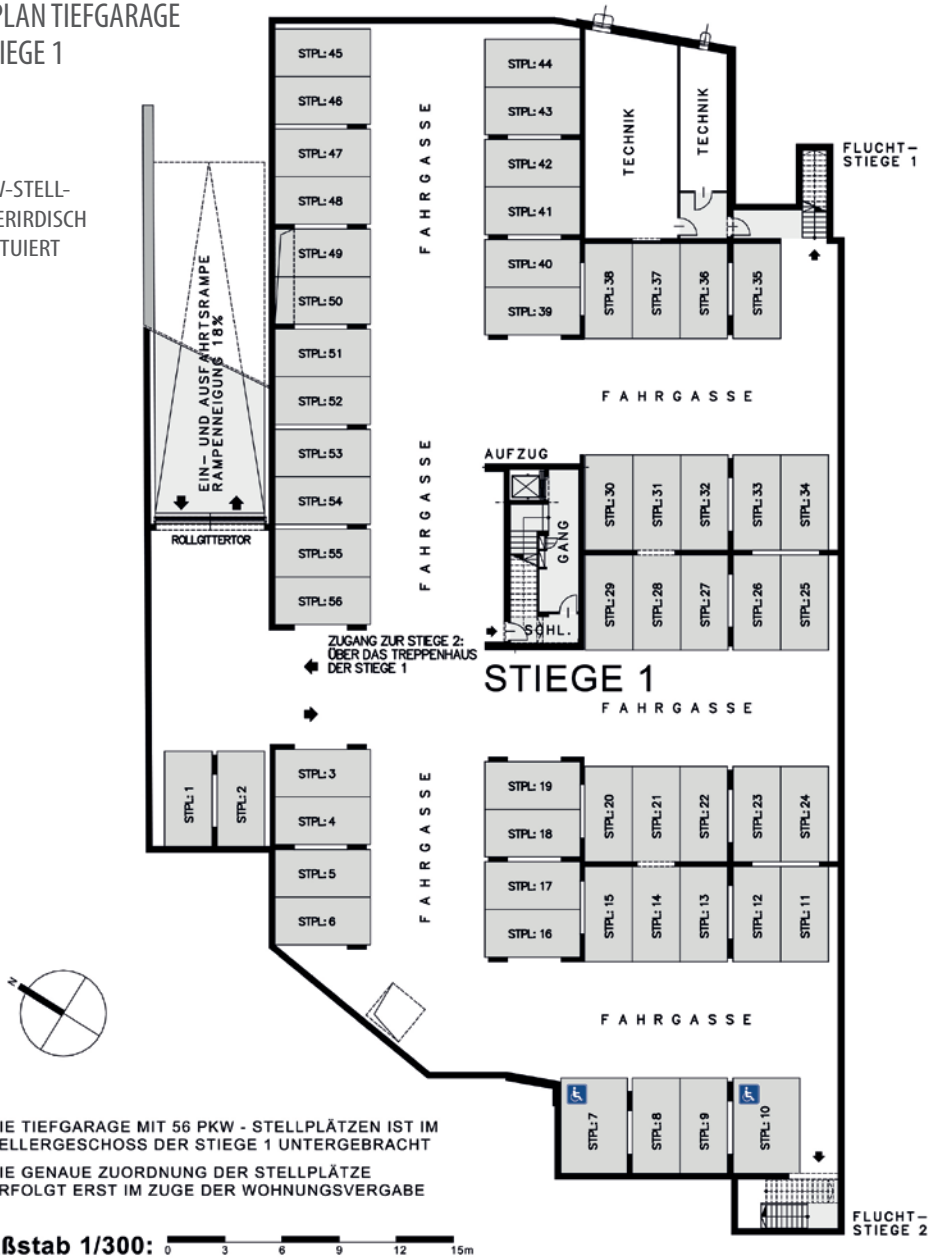 PLAN TIEFGARAGE
IEGE 1
W-STELL-
ERIRDISCH
TUIERT
STPL: 45
STPL: 46
STPL: 47
STPL: 48
STPL: 49
STPL: 50
STPL: 51
STPL: 52
STPL: 53
STPL: 54
STPL: 55
STPL: 56
FAHRGASSE
FAHRGASSE
STPL: 44
STPL: 43
STPL: 42
STPL: 41
STPL: 40
STPL: 39
TECHNIK
TECHNIK
FLUCHT-
STIEGE 1
STPL: 38
STPL: 37
STPL: 36
STPL: 35
EIN- UND AUSFAHRTSRAMPE
RAMPENNEIGUNG 18%
ROLLGITTERTOR
FAHRGASSE
AUFZUG
GANG
SCHL.
STPL: 30
STPL: 31
STPL: 32
STPL: 33
STPL: 34
STPL: 29
STPL: 28
STPL: 27
STPL: 26
STPL: 25
ZUGANG ZUR STIEGE 2:
ÜBER DAS TREPPENHAUS
DER STIEGE 1
STIEGE 1
FAHRGASSE
STPL: 1
STPL: 2
STPL: 3
STPL: 4
STPL: 5
STPL: 6
FAHRGASSE
STPL: 19
STPL: 18
STPL: 17
STPL: 16
STPL: 20
STPL: 21
STPL: 22
STPL: 23
STPL: 24
STPL: 15
STPL: 14
STPL: 13
STPL: 12
STPL: 11
N
FAHRGASSE
STPL: 7
STPL: 8
STPL: 9
STPL: 10
IE TIEFGARAGE MIT 56 PKW - STELLPLÄTZEN IST IM
ELLERGESCHOSS DER STIEGE 1 UNTERGEBRACHT
IE GENAUE ZUORDNUNG DER STELLPLÄTZE
RFOLGT ERST IM ZUGE DER WOHNUNGSVERGABE
FLUCHT-
STIEGE 2
ßstab 1/300:
0 3 6 9 12 15m